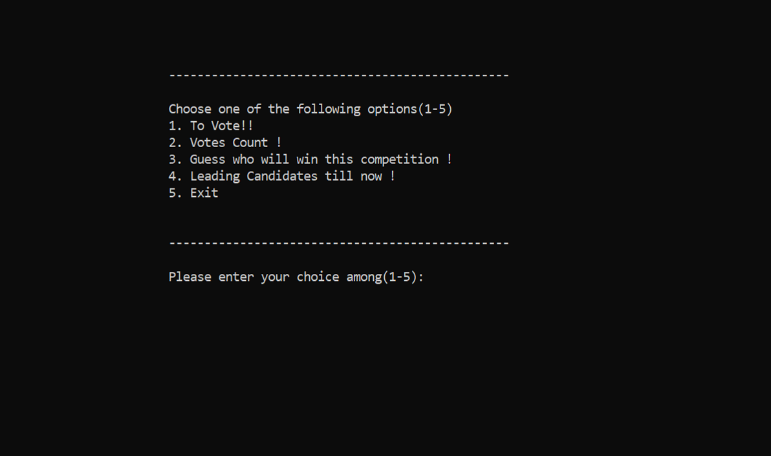 ------------------------------------------------
Choose one of the following options(1-5)
1. To Vote!!
2. Votes Count !
3. Guess who will win this competition !
4. Leading Candidates till now !
5. Exit
------------------------------------------------
Please enter your choice among(1-5):